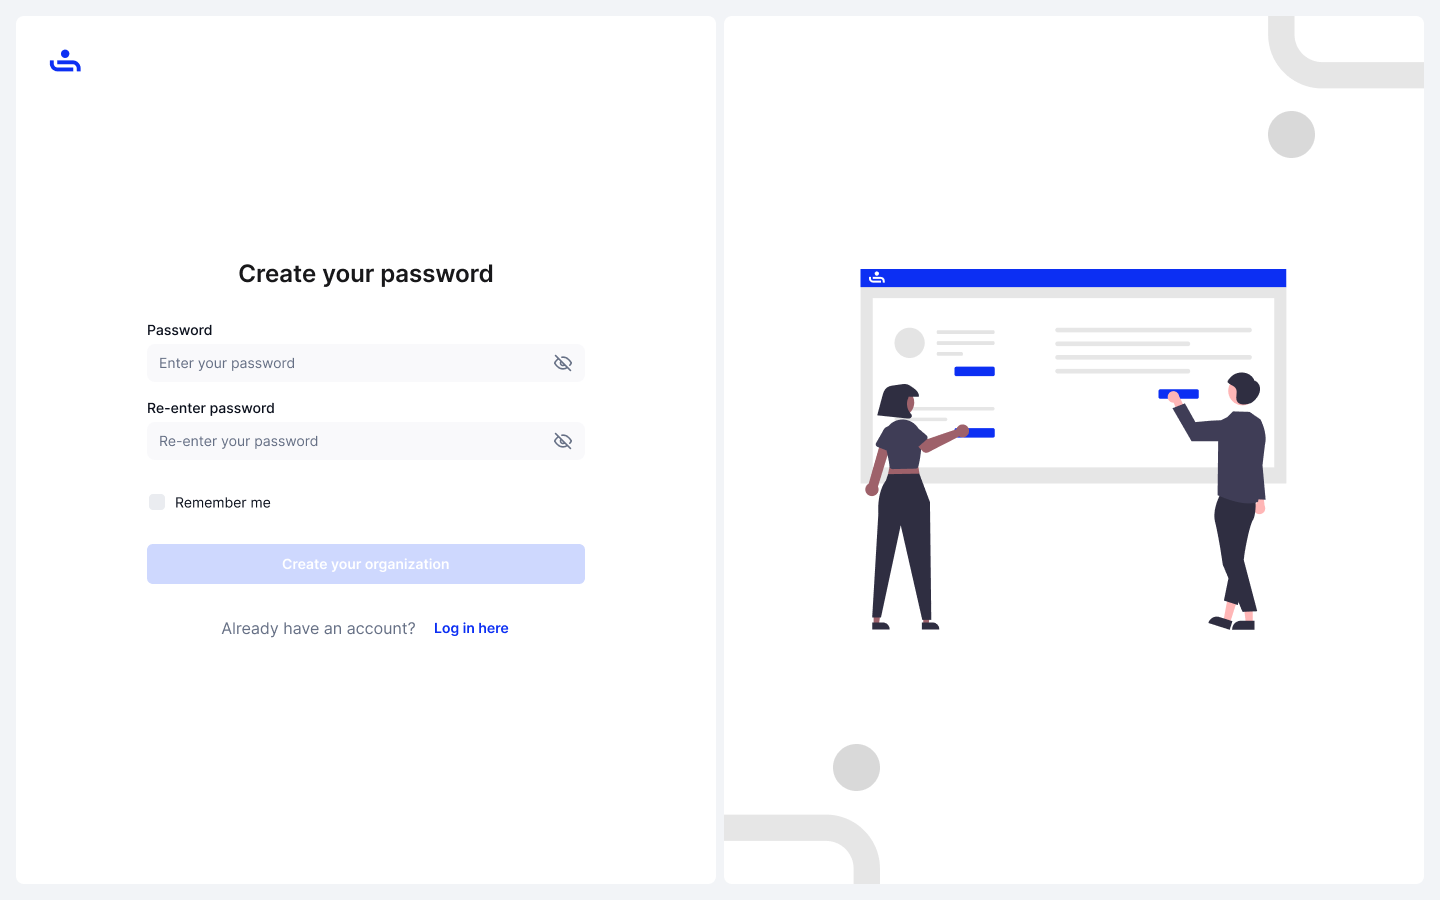 Create your password
Password
Enter your password
Re-enter password
Re-enter your password
Remember me
Create your organization
Already have an account? Log in here